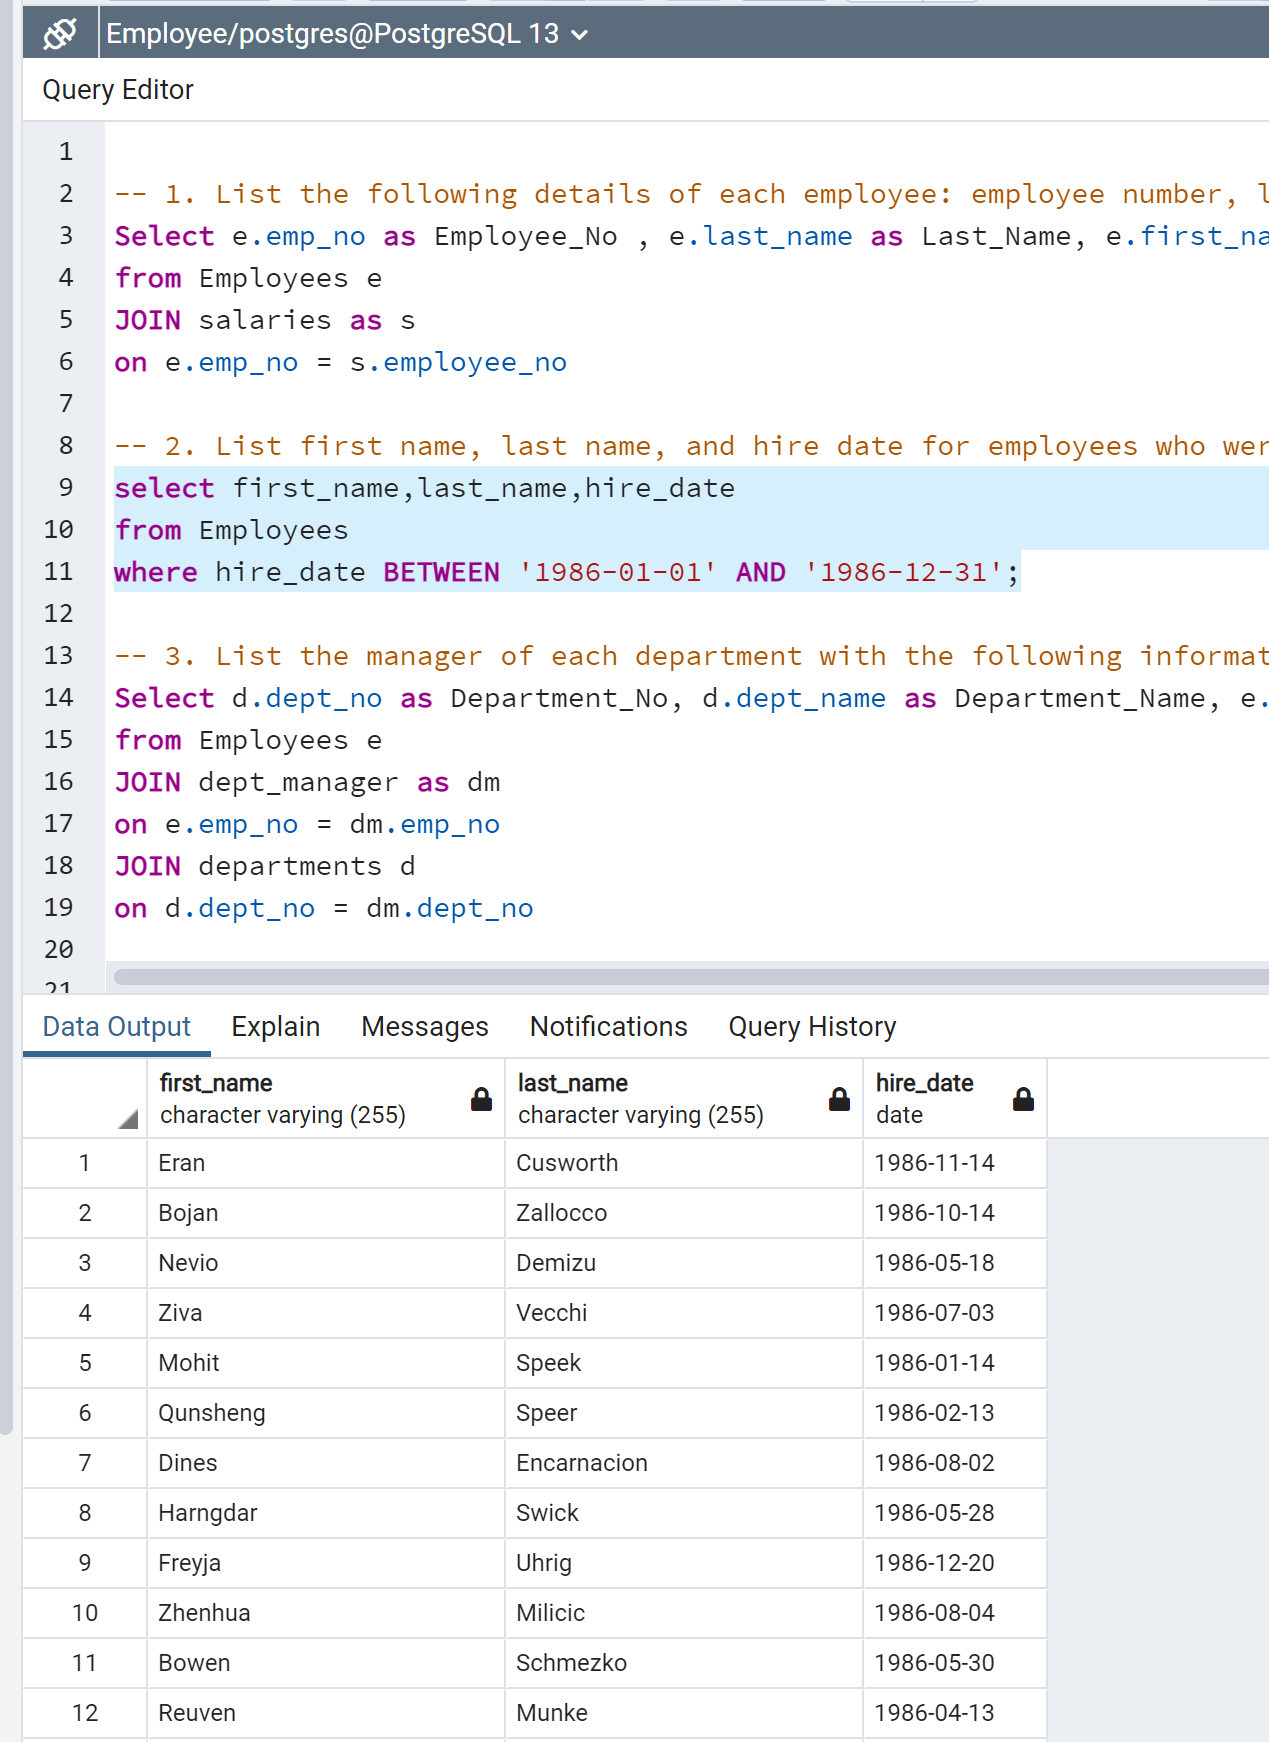 Employee/postgres@PostgreSQL 13
Query Editor
1
2 -- 1. List the following details of each employee: employee number,
3 Select e.emp_no as Employee_No , e.last_name as Last_Name, e.first_na
4 from Employees e
5 JOIN salaries as s
6 on e.emp_no = s.employee_no
7
8 -- 2. List first name, last name, and hire date for employees who wer
9 select first_name,last_name,hire_date
10 from Employees
11 where hire_date BETWEEN '1986-01-01' AND '1986-12-31';
12
13 -- 3. List the manager of each department with the following informat
14 Select d.dept_no as Department_No, d.dept_name as Department_Name, e.
15 from Employees e
16 JOIN dept_manager as dm
17 on e.emp_no = dm.emp_no
18 JOIN departments d
19 on d.dept_no = dm.dept_no
20
21
Data Output Explain Messages Notifications Query History
first_name last_name hire_date
character varying (255) character varying (255) date
1 Eran Cusworth 1986-11-14
2 Bojan Zallocco 1986-10-14
3 Nevio Demizu 1986-05-18
4 Ziva Vecchi 1986-07-03
5 Mohit Speek 1986-01-14
6 Qunsheng Speer 1986-02-13
7 Dines Encarnacion 1986-08-02
8 Harngdar Swick 1986-05-28
9 Freyja Uhrig 1986-12-20
10 Zhenhua Milicic 1986-08-04
11 Bowen Schmezko 1986-05-30
12 Reuven Munke 1986-04-13